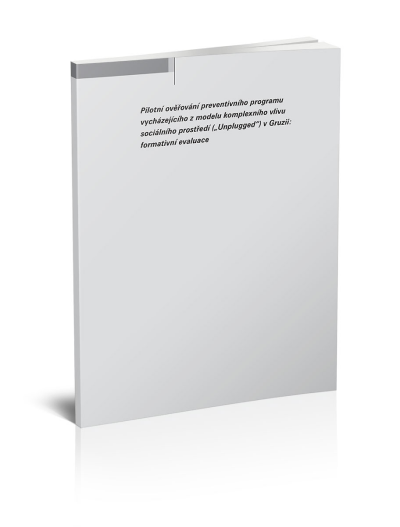 Pilotní ověřování preventivního programu
vycházejícího z modelu komplexního vlivu
sociálního prostředí („Unplugged“) v Gruzii:
formativní evaluace